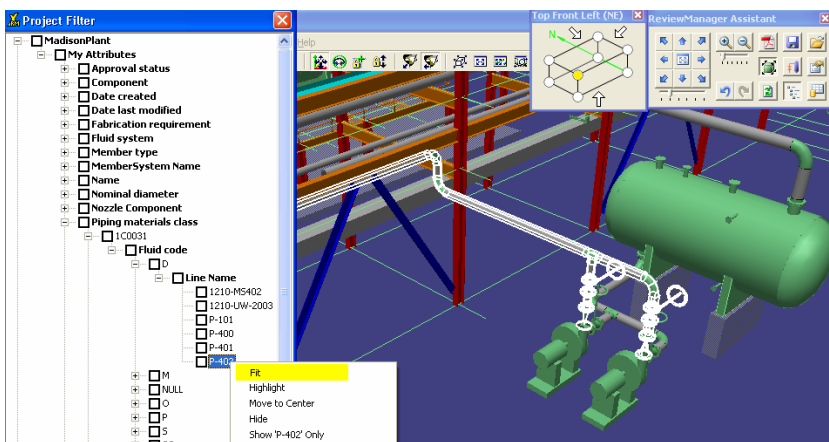 Project Filter
MadisonPlant
My Attributes
Approval status
Component
Date created
Date last modified
Fabrication requirement
Fluid system
Member type
MemberSystem Name
Name
Nominal diameter
Nozzle Component
Piping materials class
1C0031
Fluid code
D
Line Name
1210-MS402
1210-UW-2003
P-101
P-400
P-401
P-402
M
NULL
O
P
S
Fit
Highlight
Move to Center
Hide
Show 'P-402' Only
Help
Top Front Left (NE)
N
ReviewManager Assistant